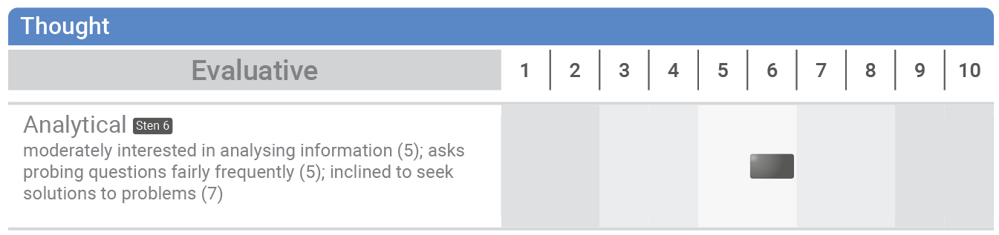 Thought
Evaluative 1 2 3 4 5 6 7 8 9 10
Analytical Sten 6
moderately interested in analysing information (5); asks
probing questions fairly frequently (5); inclined to seek
solutions to problems (7)